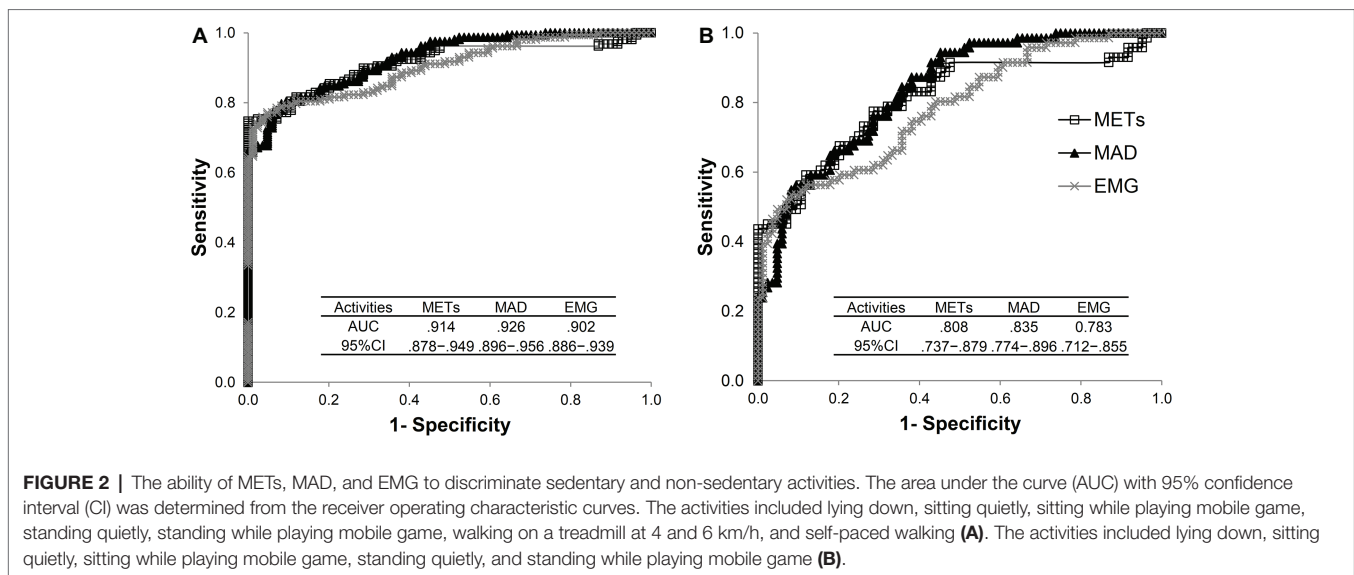 A
1.0
0.8
0.6
0.4
0.2
0.0
Sensitivity
0.0 0.2 0.4 0.6 0.8 1.0
1- Specificity
Activities METs MAD EMG
AUC .914 .926 .902
95%CI .878–.949 .896–.956 .886–.939
B
1.0
0.8
0.6
0.4
0.2
0.0
Sensitivity
0.0 0.2 0.4 0.6 0.8 1.0
1- Specificity
METs
MAD
EMG
Activities METs MAD EMG
AUC .808 .835 0.783
95%CI .737–.879 .774–.896 .712–.855
FIGURE 2 | The ability of METs, MAD, and EMG to discriminate sedentary and non-sedentary activities. The area under the curve (AUC) with 95% confidence
interval (CI) was determined from the receiver operating characteristic curves. The activities included lying down, sitting quietly, sitting while playing mobile game,
standing quietly, standing while playing mobile game, walking on a treadmill at 4 and 6 km/h, and self-paced walking (A). The activities included lying down, sitting
quietly, sitting while playing mobile game, standing quietly, and standing while playing mobile game (B).